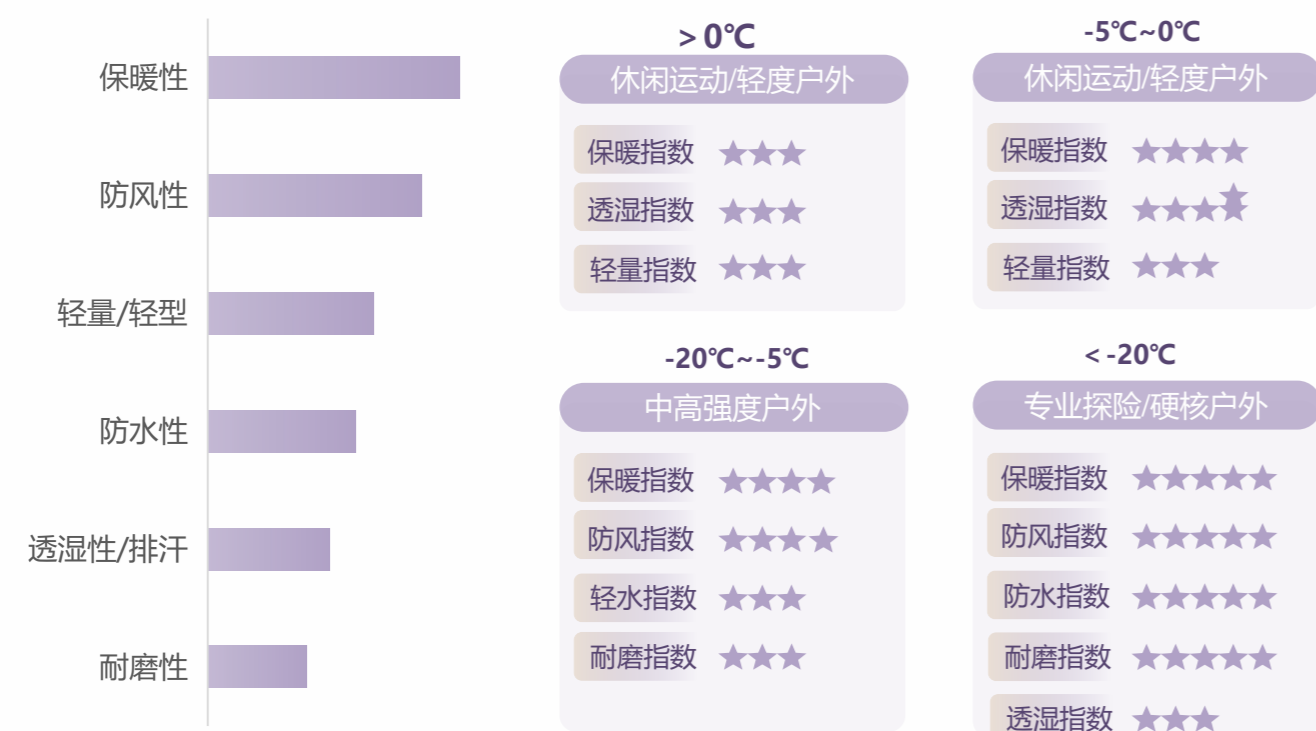 保暖性
防风性
轻量/轻型
防水性
透湿性/排汗
耐磨性
>0℃
休闲运动/轻度户外
保暖指数
透湿指数
轻量指数
-5℃~0℃
休闲运动/轻度户外
保暖指数
透湿指数
轻量指数
-20℃~-5℃
中高强度户外
保暖指数
防风指数
轻水指数
耐磨指数
<-20℃
专业探险/硬核户外
保暖指数
防风指数
防水指数
耐磨指数
透湿指数